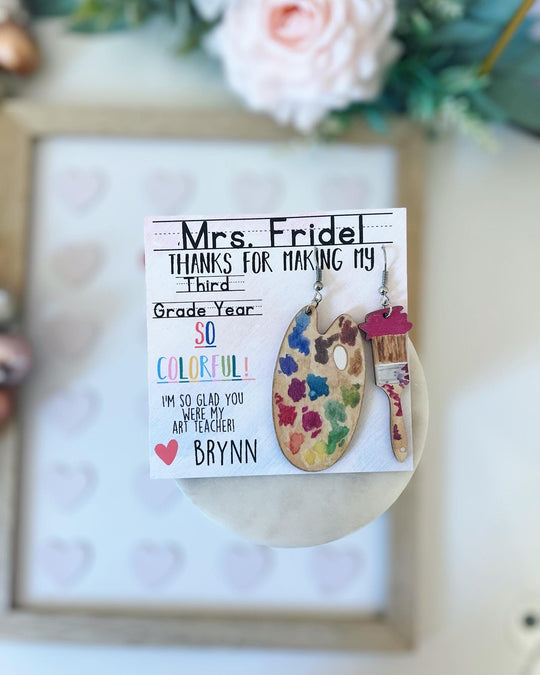 Mrs. Fridel
THANKS FOR MAKING MY
Third
Grade Year
SO
COLORFUL!
I'M SO GLAD YOU
WERE MY
ART TEACHER!
BRYNN